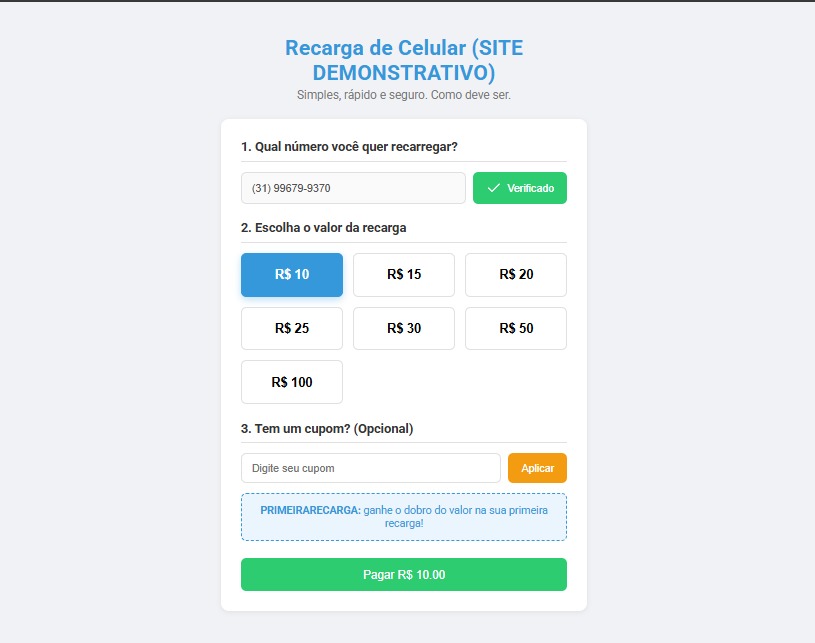 Recarga de Celular (SITE
DEMONSTRATIVO)
Simples, rápido e seguro. Como deve ser.
1. Qual número você quer recarregar?
(31) 99679-9370
Verificado
2. Escolha o valor da recarga
R$ 10
R$ 15
R$ 20
R$ 25
R$ 30
R$ 50
R$ 100
3. Tem um cupom? (Opcional)
Digite seu cupom
Aplicar
PRIMEIRARECARGA: ganhe o dobro do valor na sua primeira
recarga!
Pagar R$ 10.00